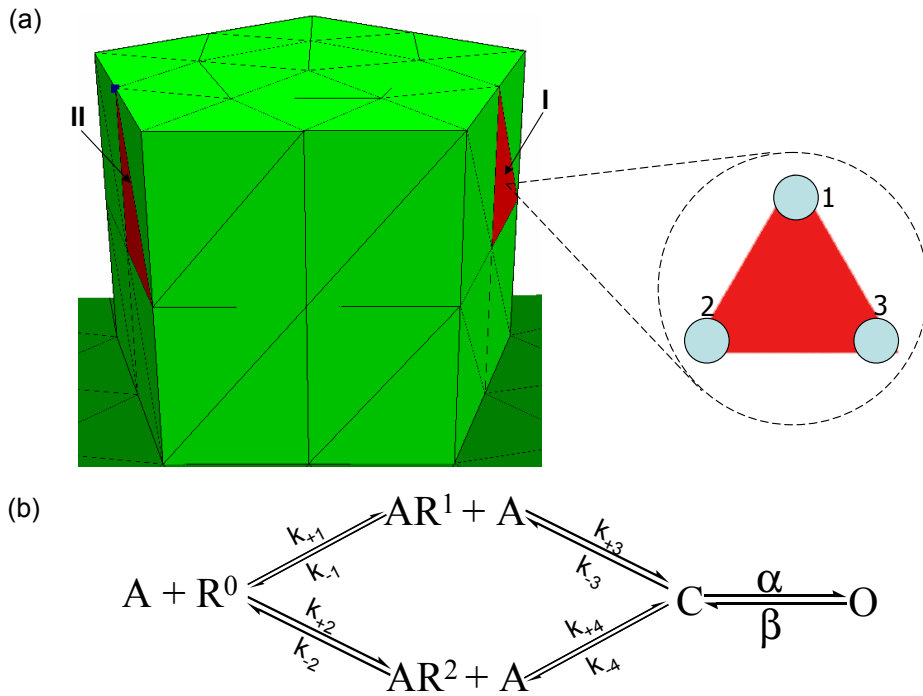 (a)
II
I
1
2
3
(b)
A + R⁰
k₊₁
k₋₁
k₊₂
k₋₂
AR¹ + A
AR² + A
k₊₃
k₋₃
k₊₄
k₋₄
C
α
β
O